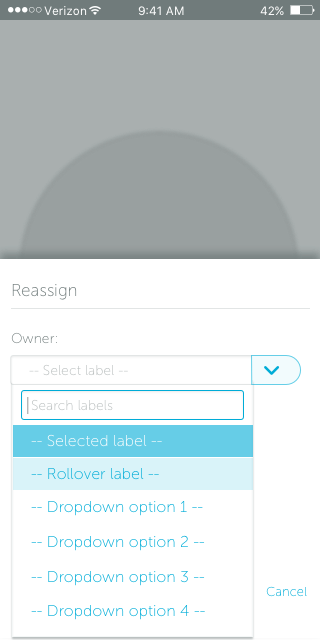 Verizon 9:41 AM 42%
Reassign
Owner:
-- Select label --
Search labels
-- Selected label --
-- Rollover label --
-- Dropdown option 1 --
-- Dropdown option 2 --
-- Dropdown option 3 --
-- Dropdown option 4 --
Cancel